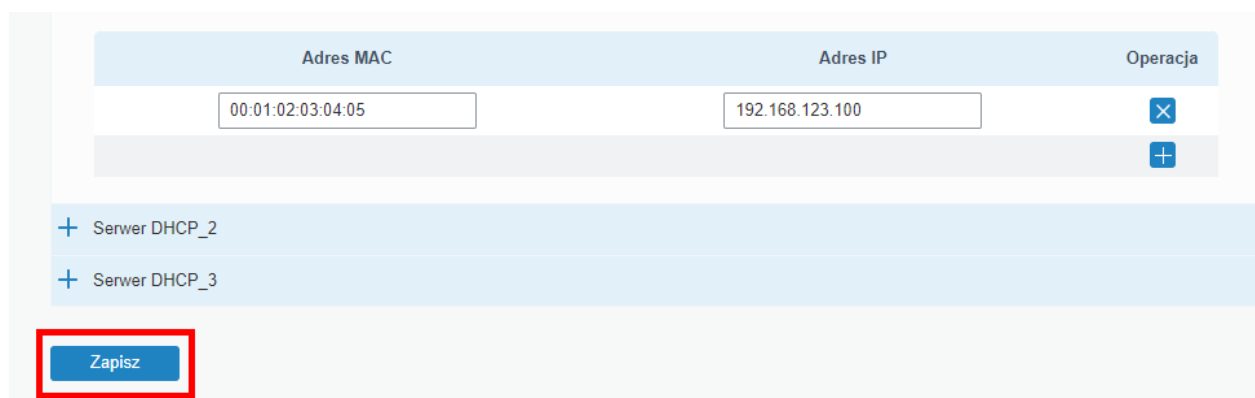 Adres MAC Adres IP Operacja
00:01:02:03:04:05 192.168.123.100
Serwer DHCP_2
Serwer DHCP_3
Zapisz